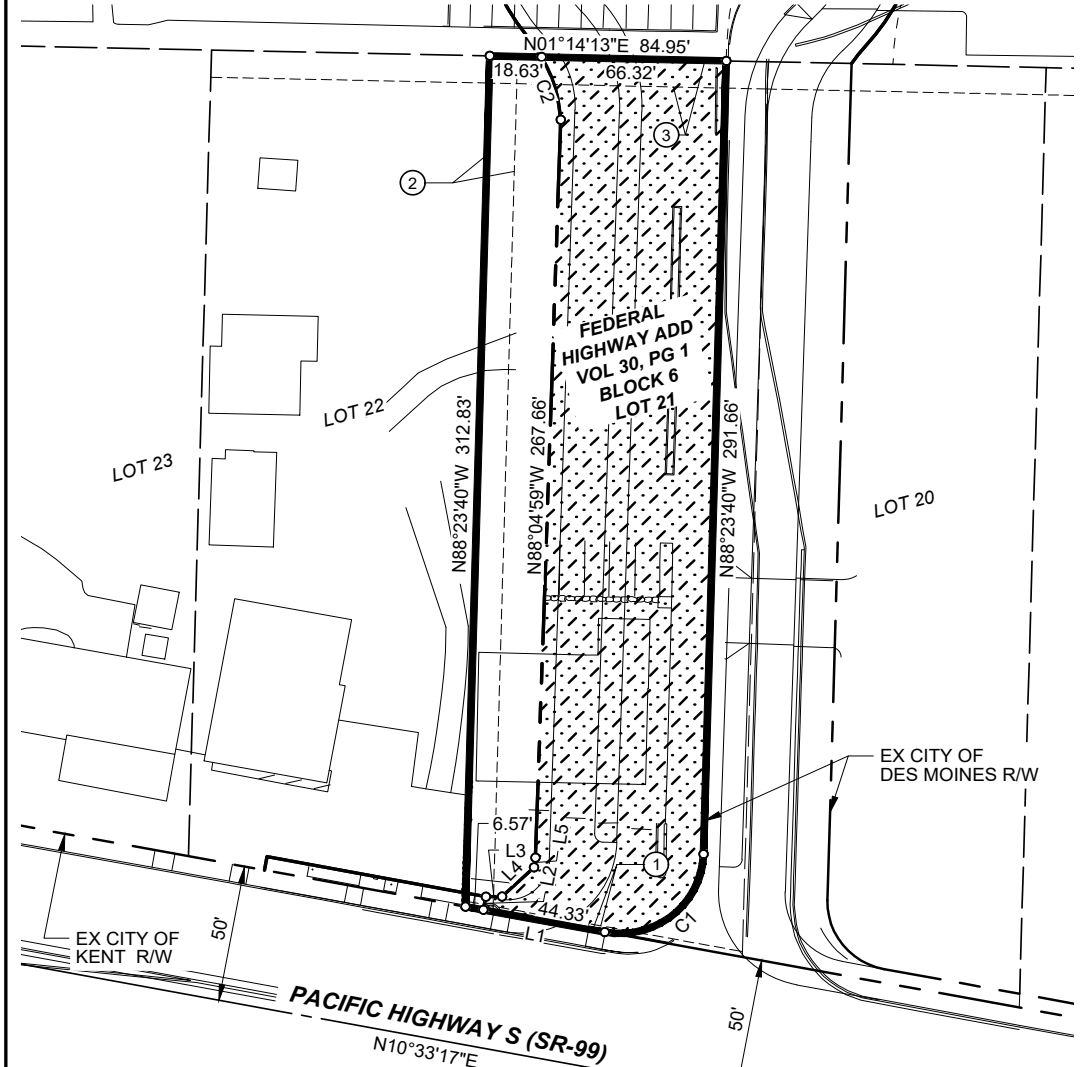 N01°14'13"E 84.95'
18.63'
66.32'
C2
3
2
FEDERAL
HIGHWAY ADD
VOL 30, PG 1
BLOCK 6
LOT 21
LOT 22
LOT 23
LOT 20
N88°23'40"W 312.83'
N88°04'59"W 267.66'
N88°23'40"W 291.66'
EX CITY OF
DES MOINES R/W
6.57'
L3
L4
L2
L5
1
44.33'
L1
C1
EX CITY OF
KENT R/W
50'
50'
PACIFIC HIGHWAY S (SR-99)
N10°33'17"E